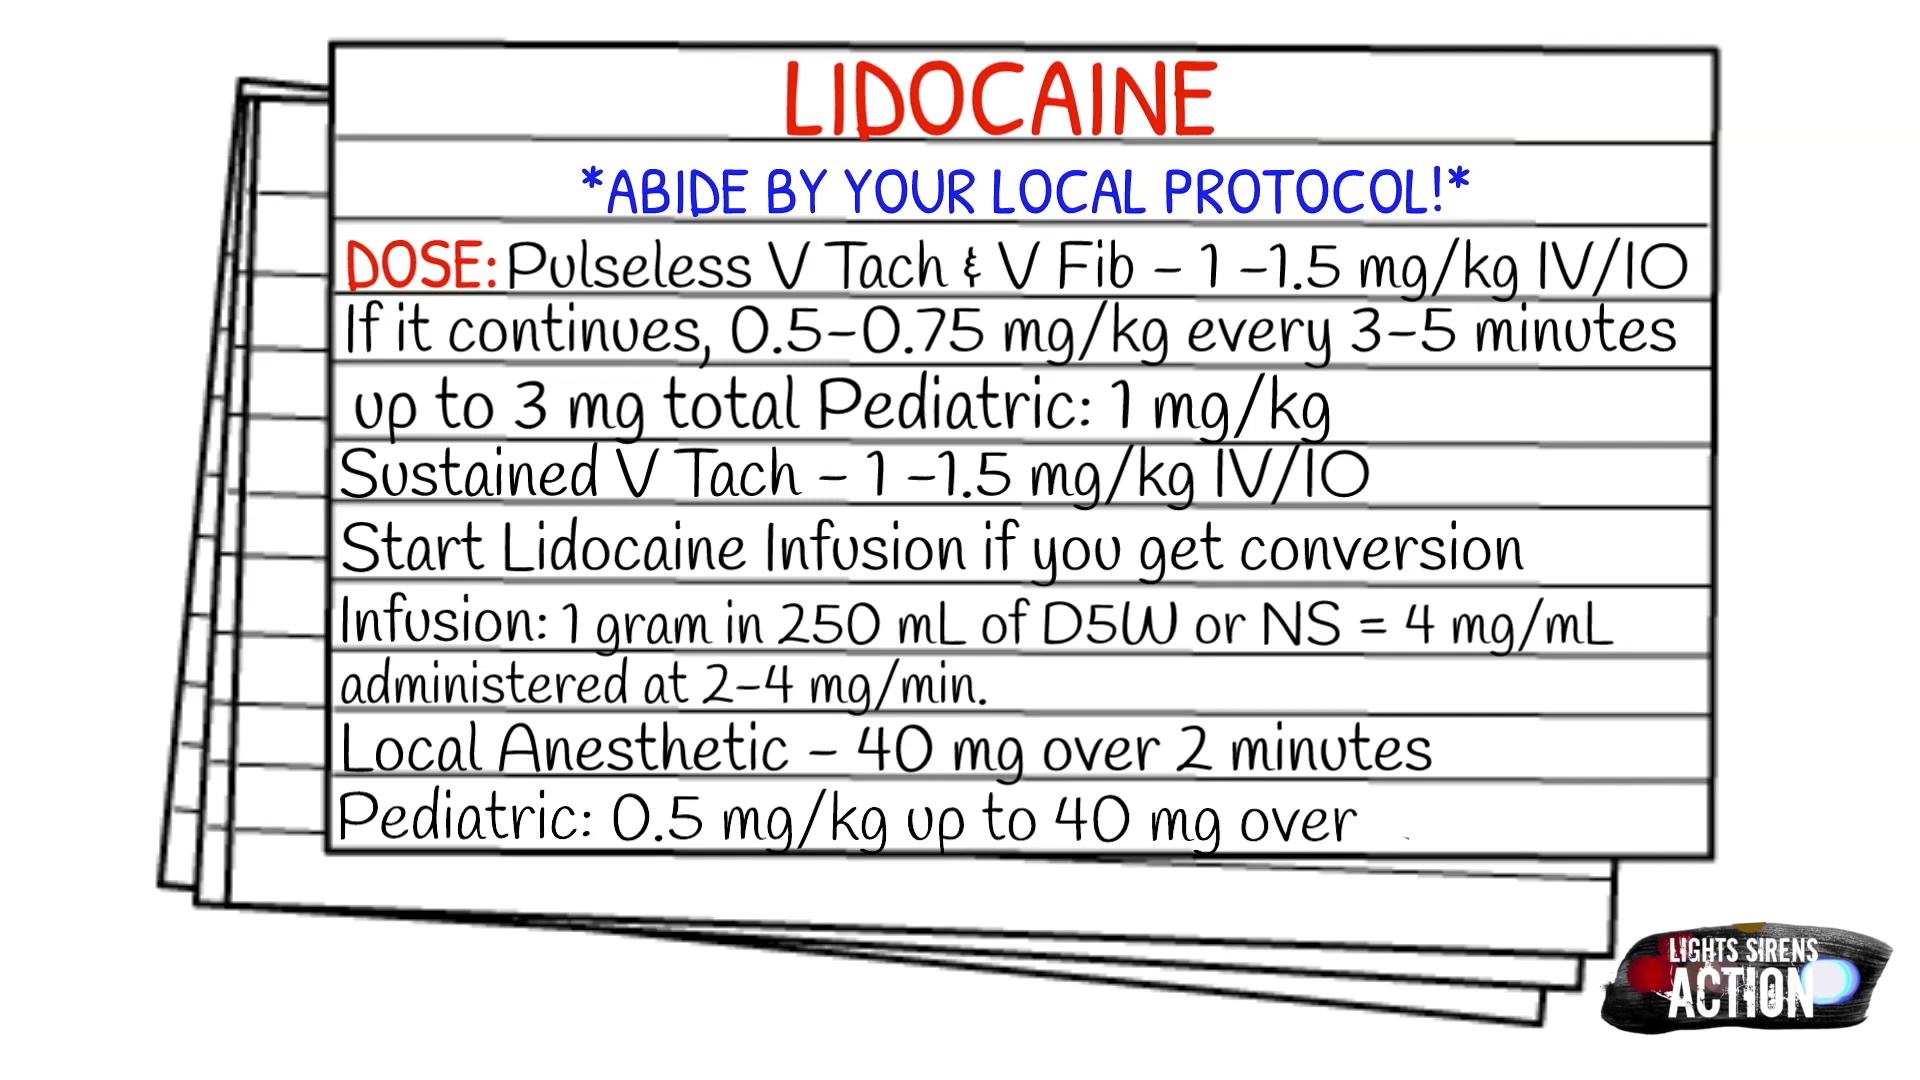 LIDOCAINE
*ABIDE BY YOUR LOCAL PROTOCOL!*
DOSE: Pulseless V Tach & V Fib – 1 –1.5 mg/kg IV/IO
If it continues, 0.5–0.75 mg/kg every 3–5 minutes
up to 3 mg total Pediatric: 1 mg/kg
Sustained V Tach – 1 –1.5 mg/kg IV/IO
Start Lidocaine Infusion if you get conversion
Infusion: 1 gram in 250 mL of D5W or NS = 4 mg/mL
administered at 2–4 mg/min.
Local Anesthetic – 40 mg over 2 minutes
Pediatric: 0.5 mg/kg up to 40 mg over
LIGHTS SIRENS
ACTION